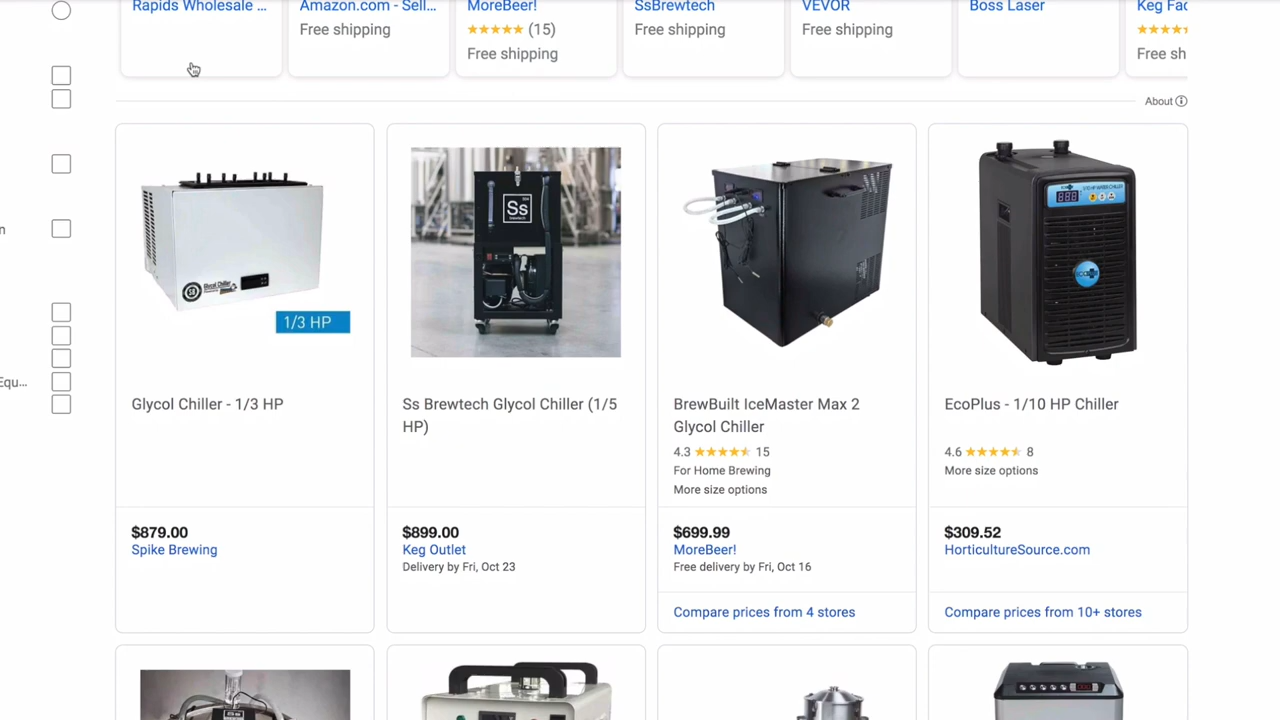 Rapids Wholesale ...
Amazon.com - Sell...
MoreBeer!
SsBrewtech
VEVOR
Boss Laser
Keg Fac
Free shipping
(15)
Free shipping
Free shipping
Free shipping
Free sh
About
1/3 HP
Ss
brewtech
Glycol Chiller - 1/3 HP
Ss Brewtech Glycol Chiller (1/5
HP)
BrewBuilt IceMaster Max 2
Glycol Chiller
EcoPlus - 1/10 HP Chiller
4.3
15
For Home Brewing
More size options
4.6
8
More size options
n
Equ...
$879.00
Spike Brewing
$899.00
Keg Outlet
Delivery by Fri, Oct 23
$699.99
MoreBeer!
Free delivery by Fri, Oct 16
$309.52
HorticultureSource.com
Compare prices from 4 stores
Compare prices from 10+ stores